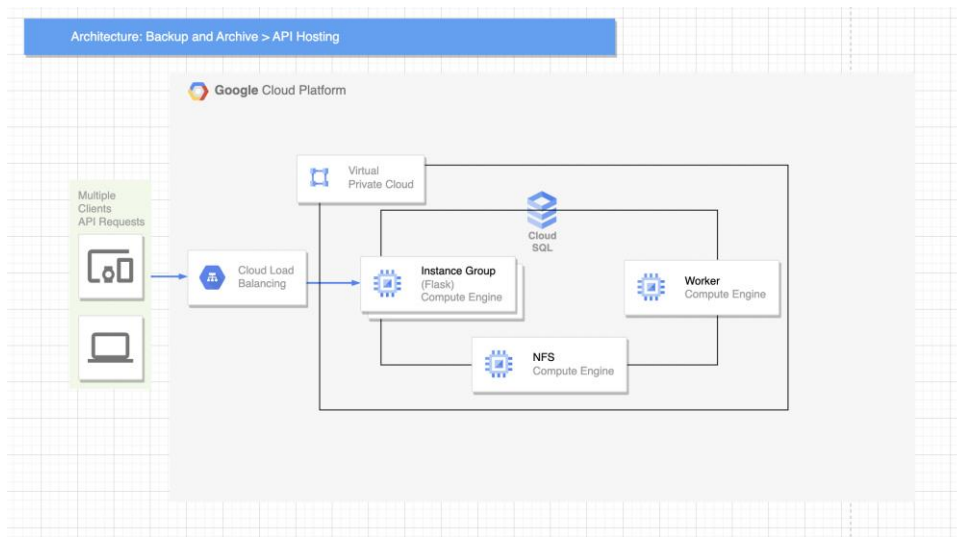 Architecture: Backup and Archive > API Hosting
Google Cloud Platform
Virtual
Private Cloud
Multiple
Clients
API Requests
Cloud
SQL
Cloud Load
Balancing
Instance Group
(Flask)
Compute Engine
Worker
Compute Engine
NFS
Compute Engine